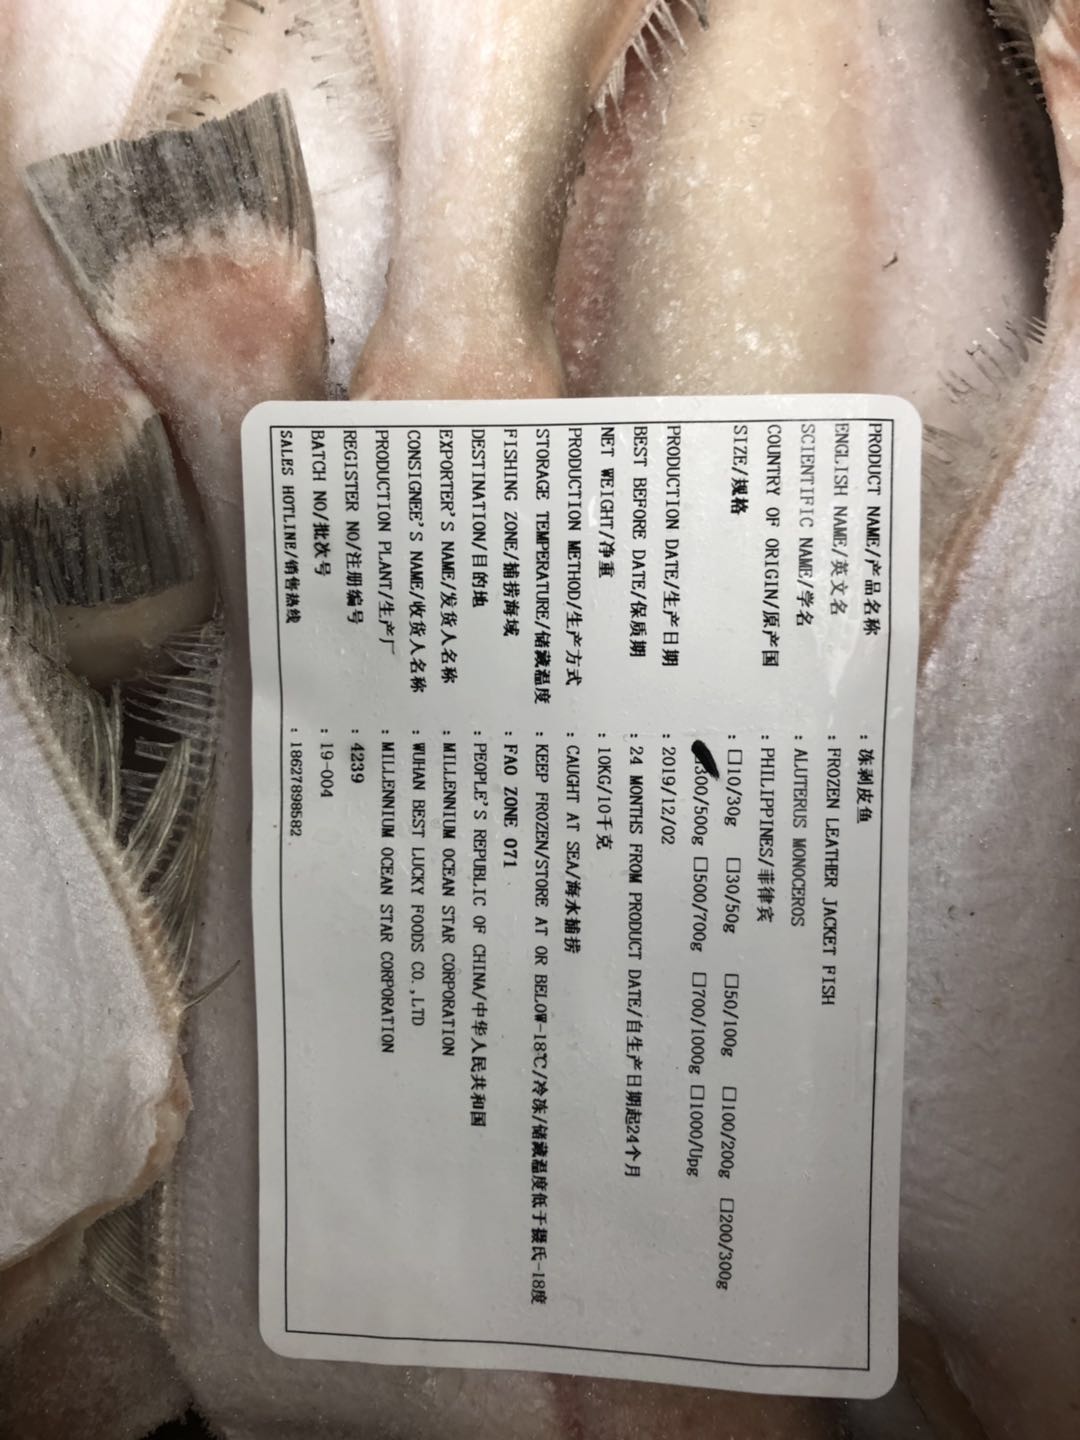 PRODUCT NAME/产品名称 : 冻剥皮鱼
ENGLISH NAME/英文名 : FROZEN LEATHER JACKET FISH
SCIENTIFIC NAME/学名 : ALUTERUS MONOCEROS
COUNTRY OF ORIGIN/原产国 : PHILIPPINES/菲律宾
SIZE/规格 : □10/30g □30/50g □50/100g □100/200g □200/300g
300/500g □500/700g □700/1000g □1000/Upg
PRODUCTION DATE/生产日期 : 2019/12/02
BEST BEFORE DATE/保质期 : 24 MONTHS FROM PRODUCT DATE/自生产日期起24个月
NET WEIGHT/净重 : 10KG/10千克
PRODUCTION METHOD/生产方式 : CAUGHT AT SEA/海水捕捞
STORAGE TEMPERATURE/储藏温度 : KEEP FROZEN/STORE AT OR BELOW-18℃/冷冻/储藏温度低于摄氏-18度
FISHING ZONE/捕捞海域 : FAO ZONE 071
DESTINATION/目的地 : PEOPLE'S REPUBLIC OF CHINA/中华人民共和国
EXPORTER'S NAME/发货人名称 : MILLENNIUM OCEAN STAR CORPORATION
CONSIGNEE'S NAME/收货人名称 : WUHAN BEST LUCKY FOODS CO.,LTD
PRODUCTION PLANT/生产厂 : MILLENNIUM OCEAN STAR CORPORATION
REGISTER NO/注册编号 : 4239
BATCH NO/批次号 : 19-004
SALES HOTLINE/销售热线 : 18627898582